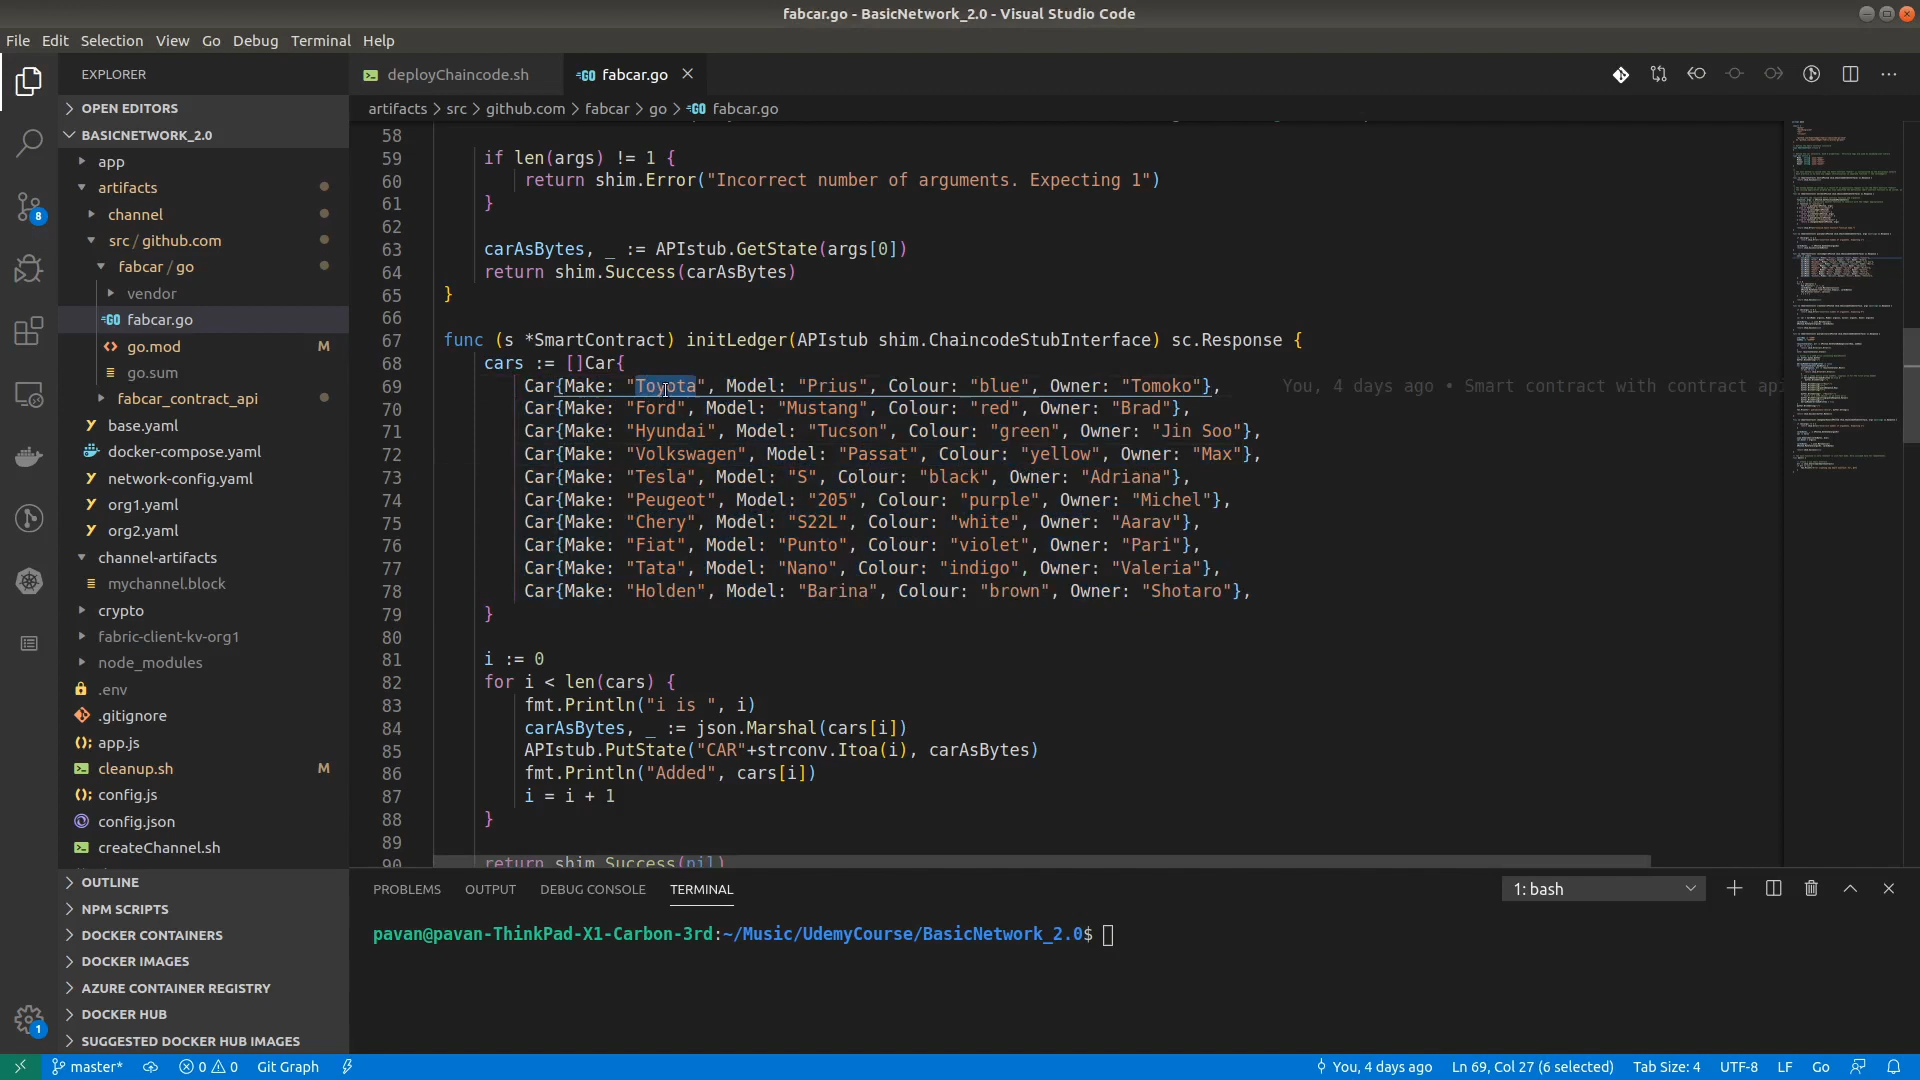 fabcar.go - BasicNetwork_2.0 - Visual Studio Code
File Edit Selection View Go Debug Terminal Help
EXPLORER
OPEN EDITORS
BASICNETWORK_2.0
app
artifacts
channel
src / github.com
fabcar / go
vendor
fabcar.go
go.mod M
go.sum
fabcar_contract_api
base.yaml
docker-compose.yaml
network-config.yaml
org1.yaml
org2.yaml
channel-artifacts
mychannel.block
crypto
fabric-client-kv-org1
node_modules
.env
.gitignore
app.js
cleanup.sh M
config.js
config.json
createChannel.sh
OUTLINE
NPM SCRIPTS
DOCKER CONTAINERS
DOCKER IMAGES
AZURE CONTAINER REGISTRY
DOCKER HUB
SUGGESTED DOCKER HUB IMAGES
8
1
deployChaincode.sh
fabcar.go
artifacts > src > github.com > fabcar > go > fabcar.go
58
59 if len(args) != 1 {
60 return shim.Error("Incorrect number of arguments. Expecting 1")
61 }
62
63 carAsBytes, _ := APIstub.GetState(args[0])
64 return shim.Success(carAsBytes)
65 }
66
67 func (s *SmartContract) initLedger(APIstub shim.ChaincodeStubInterface) sc.Response {
68 cars := []Car{
69 Car{Make: "Toyota", Model: "Prius", Colour: "blue", Owner: "Tomoko"}, You, 4 days ago • Smart contract with contract api
70 Car{Make: "Ford", Model: "Mustang", Colour: "red", Owner: "Brad"},
71 Car{Make: "Hyundai", Model: "Tucson", Colour: "green", Owner: "Jin Soo"},
72 Car{Make: "Volkswagen", Model: "Passat", Colour: "yellow", Owner: "Max"},
73 Car{Make: "Tesla", Model: "S", Colour: "black", Owner: "Adriana"},
74 Car{Make: "Peugeot", Model: "205", Colour: "purple", Owner: "Michel"},
75 Car{Make: "Chery", Model: "S22L", Colour: "white", Owner: "Aarav"},
76 Car{Make: "Fiat", Model: "Punto", Colour: "violet", Owner: "Pari"},
77 Car{Make: "Tata", Model: "Nano", Colour: "indigo", Owner: "Valeria"},
78 Car{Make: "Holden", Model: "Barina", Colour: "brown", Owner: "Shotaro"},
79 }
80
81 i := 0
82 for i < len(cars) {
83 fmt.Println("i is ", i)
84 carAsBytes, _ := json.Marshal(cars[i])
85 APIstub.PutState("CAR"+strconv.Itoa(i), carAsBytes)
86 fmt.Println("Added", cars[i])
87 i = i + 1
88 }
89
90 return shim.Success(nil)
PROBLEMS OUTPUT DEBUG CONSOLE TERMINAL 1: bash
pavan@pavan-ThinkPad-X1-Carbon-3rd:~/Music/UdemyCourse/BasicNetwork_2.0$
master* 0 0 Git Graph You, 4 days ago Ln 69, Col 27 (6 selected) Tab Size: 4 UTF-8 LF Go